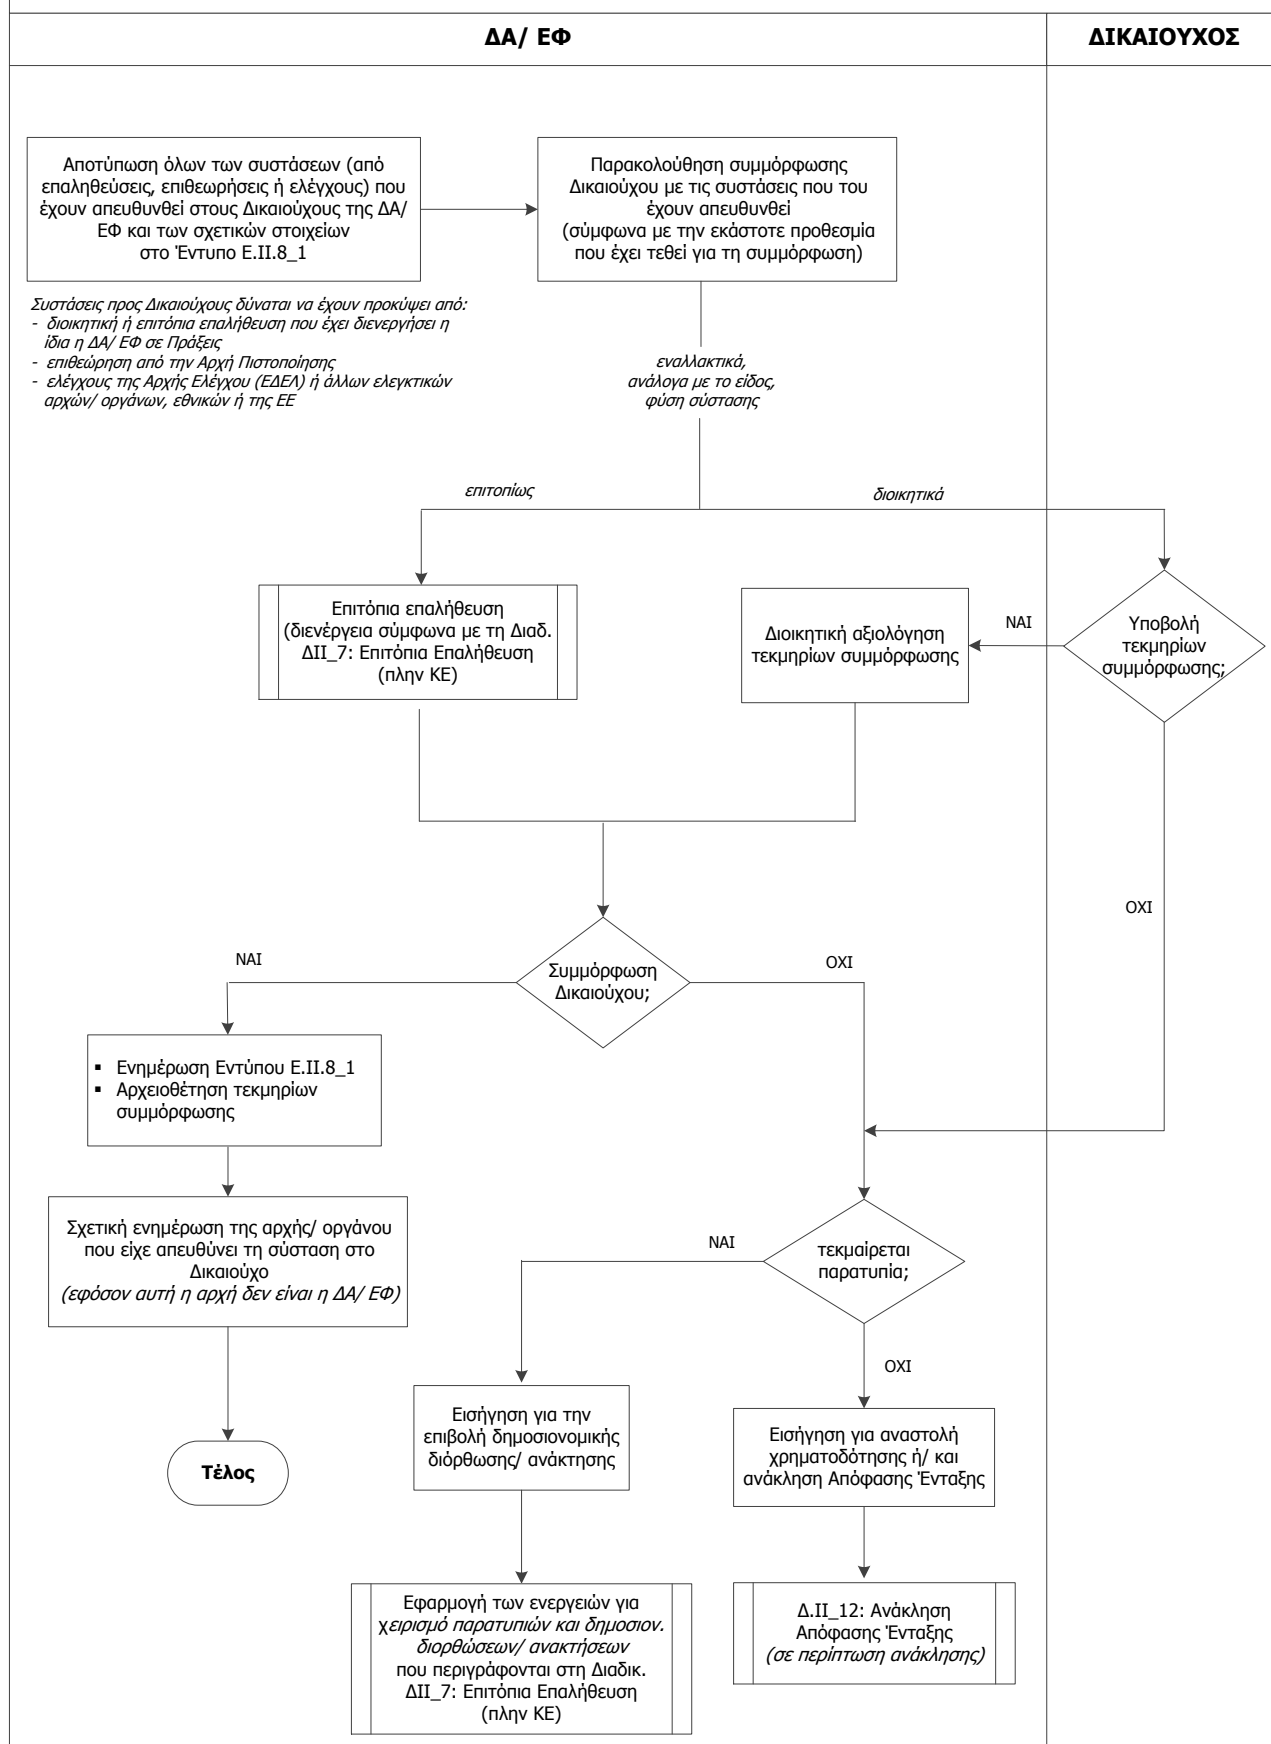 ΔΑ/ ΕΦ
ΔΙΚΑΙΟΥΧΟΣ
Αποτύπωση όλων των συστάσεων (από
επαληθεύσεις, επιθεωρήσεις ή ελέγχους) που
έχουν απευθυνθεί στους Δικαιούχους της ΔΑ/
ΕΦ και των σχετικών στοιχείων
στο Έντυπο Ε.ΙΙ.8_1
Παρακολούθηση συμμόρφωσης
Δικαιούχου με τις συστάσεις που του
έχουν απευθυνθεί
(σύμφωνα με την εκάστοτε προθεσμία
που έχει τεθεί για τη συμμόρφωση)
Συστάσεις προς Δικαιούχους δύναται να έχουν προκύψει από:
- διοικητική ή επιτόπια επαλήθευση που έχει διενεργήσει η
ίδια η ΔΑ/ ΕΦ σε Πράξεις
- επιθεώρηση από την Αρχή Πιστοποίησης
- ελέγχους της Αρχής Ελέγχου (ΕΔΕΛ) ή άλλων ελεγκτικών
αρχών/ οργάνων, εθνικών ή της ΕΕ
εναλλακτικά,
ανάλογα με το είδος,
φύση σύστασης
επιτοπίως
διοικητικά
Επιτόπια επαλήθευση
(διενέργεια σύμφωνα με τη Διαδ.
ΔΙΙ_7: Επιτόπια Επαλήθευση
(πλην ΚΕ)
Διοικητική αξιολόγηση
τεκμηρίων συμμόρφωσης
ΝΑΙ
Υποβολή
τεκμηρίων
συμμόρφωσης;
ΟΧΙ
ΝΑΙ
Συμμόρφωση
Δικαιούχου;
ΟΧΙ
▪ Ενημέρωση Εντύπου Ε.ΙΙ.8_1
▪ Αρχειοθέτηση τεκμηρίων
συμμόρφωσης
Σχετική ενημέρωση της αρχής/ οργάνου
που είχε απευθύνει τη σύσταση στο
Δικαιούχο
(εφόσον αυτή η αρχή δεν είναι η ΔΑ/ ΕΦ)
ΝΑΙ
τεκμαίρεται
παρατυπία;
ΟΧΙ
Εισήγηση για την
επιβολή δημοσιονομικής
διόρθωσης/ ανάκτησης
Εισήγηση για αναστολή
χρηματοδότησης ή/ και
ανάκληση Απόφασης Ένταξης
Τέλος
Εφαρμογή των ενεργειών για
χειρισμό παρατυπιών και δημοσιον.
διορθώσεων/ ανακτήσεων
που περιγράφονται στη Διαδικ.
ΔΙΙ_7: Επιτόπια Επαλήθευση
(πλην ΚΕ)
Δ.ΙΙ_12: Ανάκληση
Απόφασης Ένταξης
(σε περίπτωση ανάκλησης)